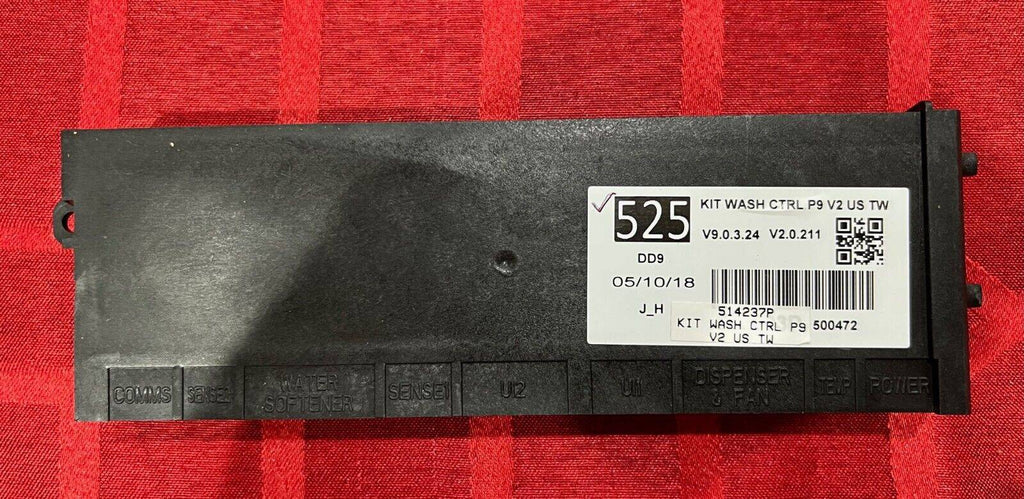 525
KIT WASH CTRL P9 V2 US TW
V9.0.3.24 V2.0.211
DD9
05/10/18
J_H
514237P
KIT WASH CTRL P9
V2 US TW
500472
COMMS
SENSE2
WATER
SOFTENER
SENSE1
UI2
UI1
DISPENSER
& FAN
TEMP
POWER